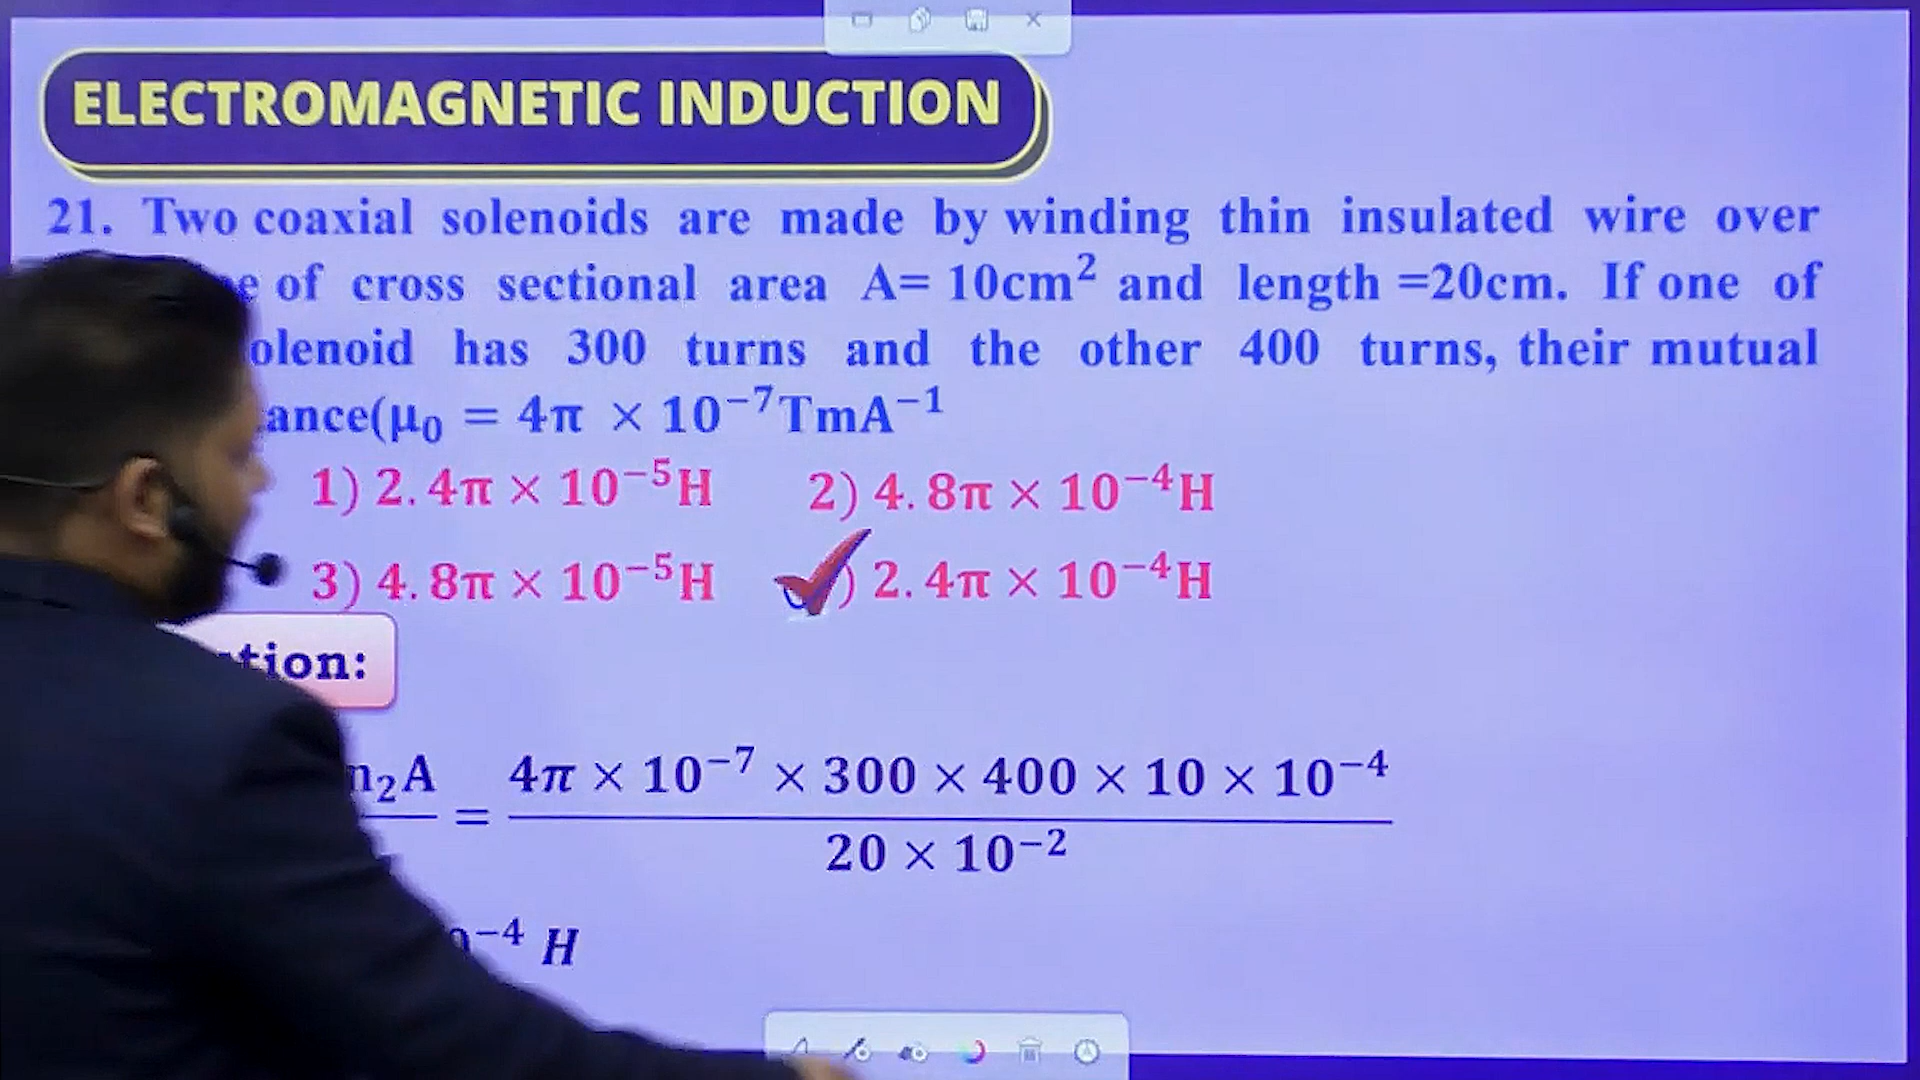 ELECTROMAGNETIC INDUCTION
21. Two coaxial solenoids are made by winding thin insulated wire over
of cross sectional area A= 10cm² and length =20cm. If one of
has 300 turns and the other 400 turns, their mutual
(μ₀ = 4π × 10⁻⁷TmA⁻¹
1) 2.4π × 10⁻⁵H 2) 4.8π × 10⁻⁴H
3) 4.8π × 10⁻⁵H ) 2.4π × 10⁻⁴H
n₂A = 4π × 10⁻⁷ × 300 × 400 × 10 × 10⁻⁴
20 × 10⁻²
⁻⁴ H